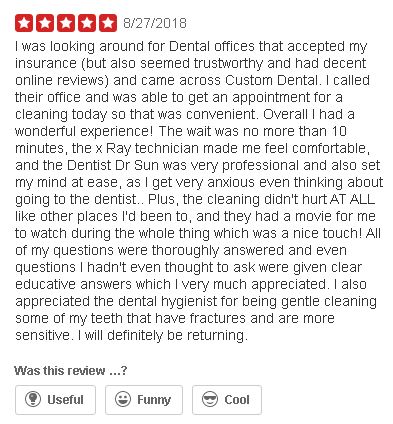 8/27/2018
I was looking around for Dental offices that accepted my
insurance (but also seemed trustworthy and had decent
online reviews) and came across Custom Dental. I called
their office and was able to get an appointment for a
cleaning today so that was convenient. Overall I had a
wonderful experience! The wait was no more than 10
minutes, the x Ray technician made me feel comfortable,
and the Dentist Dr Sun was very professional and also set
my mind at ease, as I get very anxious even thinking about
going to the dentist.. Plus, the cleaning didn't hurt AT ALL
like other places I'd been to, and they had a movie for me
to watch during the whole thing which was a nice touch! All
of my questions were thoroughly answered and even
questions I hadn't even thought to ask were given clear
educative answers which I very much appreciated. I also
appreciated the dental hygienist for being gentle cleaning
some of my teeth that have fractures and are more
sensitive. I will definitely be returning.
Was this review ...?
Useful Funny Cool